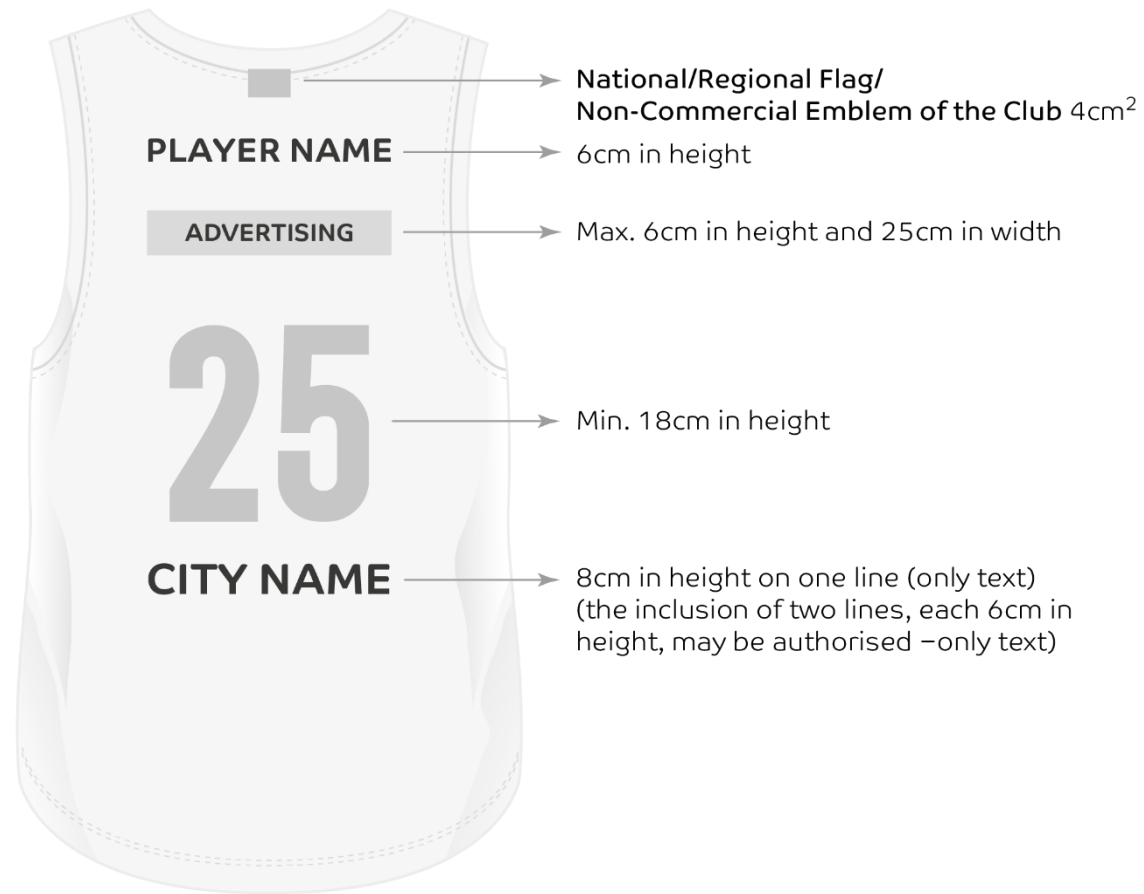 National/Regional Flag/
Non-Commercial Emblem of the Club 4cm²
PLAYER NAME
6cm in height
ADVERTISING
Max. 6cm in height and 25cm in width
25
Min. 18cm in height
CITY NAME
8cm in height on one line (only text)
(the inclusion of two lines, each 6cm in
height, may be authorised –only text)